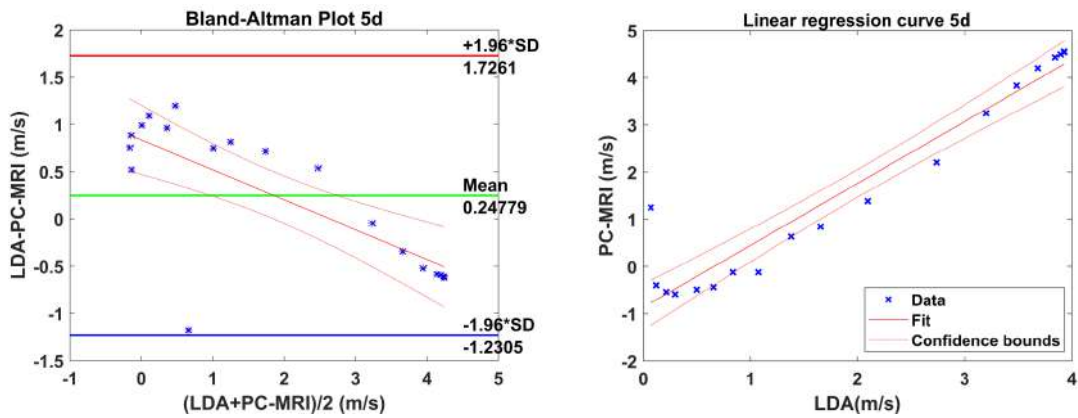 Bland-Altman Plot 5d
2
1.5
1
0.5
0
-0.5
-1
-1.5
-1
0
1
2
3
4
5
LDA-PC-MRI (m/s)
(LDA+PC-MRI)/2 (m/s)
+1.96*SD
1.7261
Mean
0.24779
-1.96*SD
-1.2305
Linear regression curve 5d
5
4
3
2
1
0
-1
-2
0
1
2
3
4
PC-MRI (m/s)
LDA(m/s)
Data
Fit
Confidence bounds